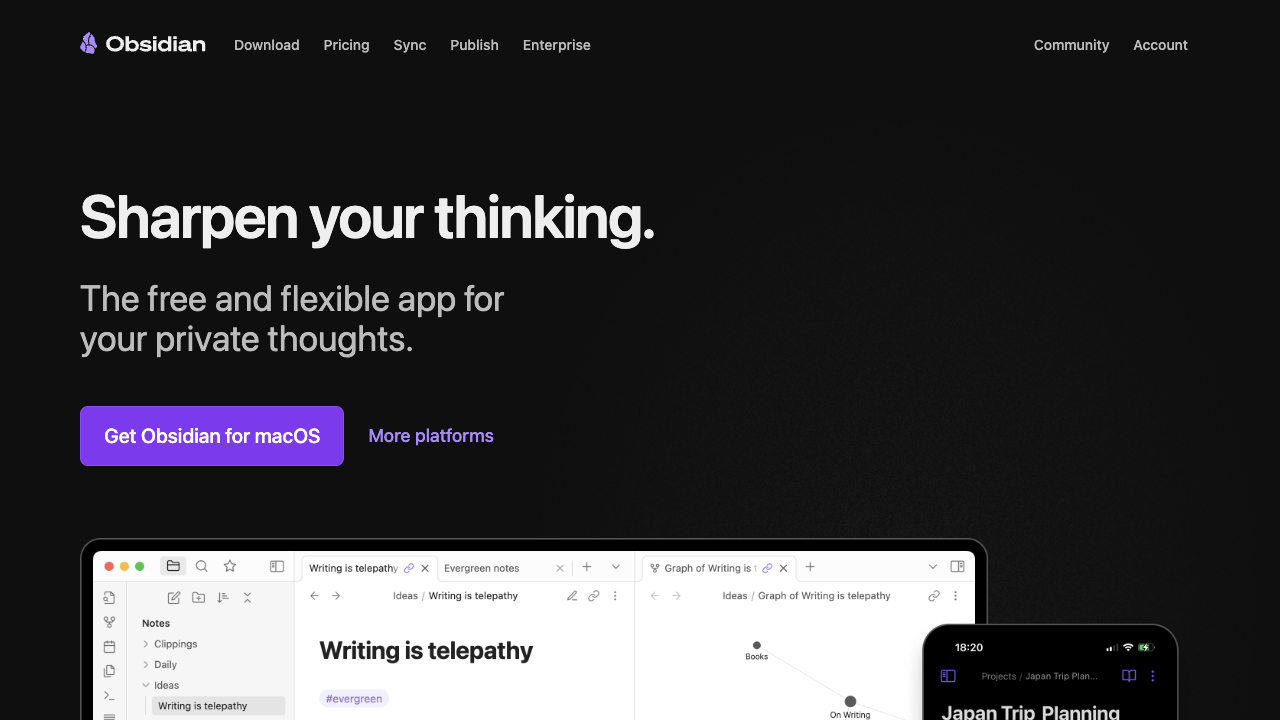 Obsidian Download Pricing Sync Publish Enterprise Community Account
Sharpen your thinking.
The free and flexible app for
your private thoughts.
Get Obsidian for macOS More platforms
Writing is telepathy Evergreen notes Graph of Writing is
Ideas / Writing is telepathy Ideas / Graph of Writing is telepathy
Notes
Clippings
Daily
Ideas
Writing is telepathy
Writing is telepathy
#evergreen
Books
On Writing
18:20
Projects / Japan Trip Plan...
Japan Trip Planning